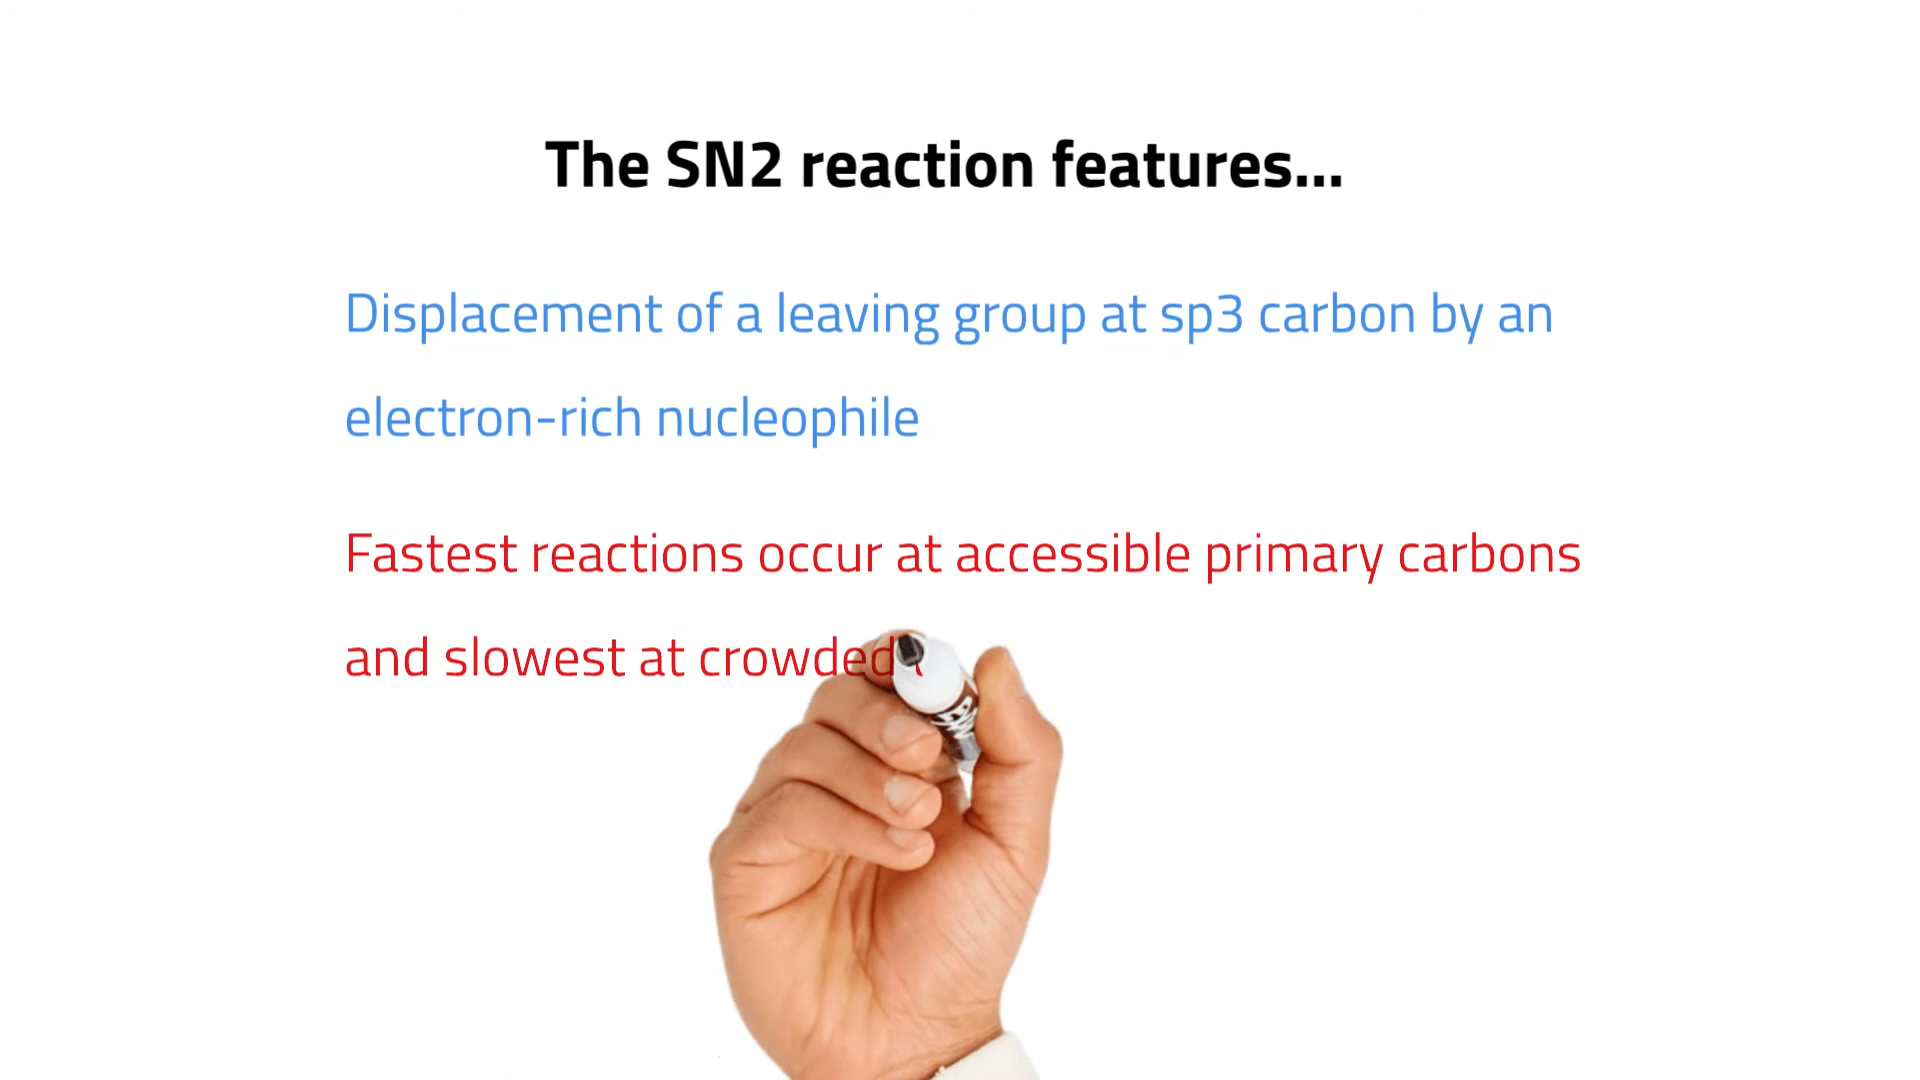 The SN2 reaction features...
Displacement of a leaving group at sp3 carbon by an
electron-rich nucleophile
Fastest reactions occur at accessible primary carbons
and slowest at crowded